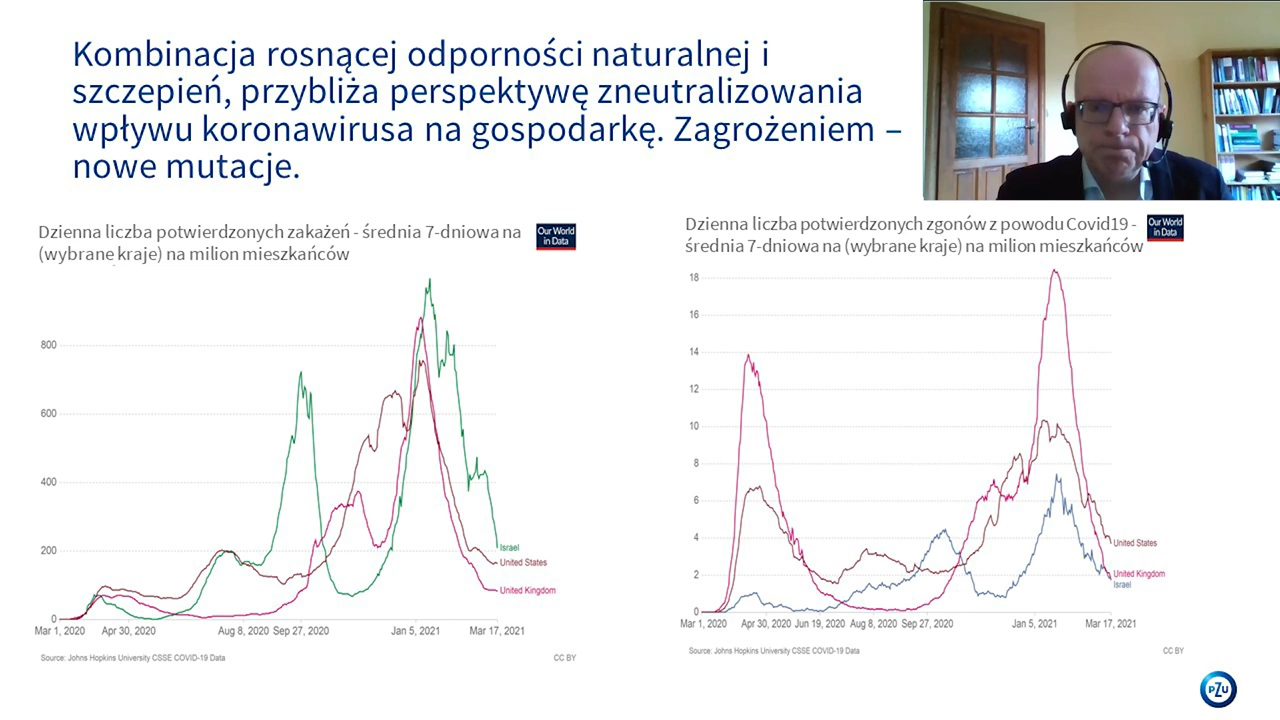 Kombinacja rosnącej odporności naturalnej i
szczepień, przybliża perspektywę zneutralizowania
wpływu koronawirusa na gospodarkę. Zagrożeniem –
nowe mutacje.
Dzienna liczba potwierdzonych zakażeń - średnia 7-dniowa na
(wybrane kraje) na milion mieszkańców
Our World
in Data
800
600
400
200
0
Israel
United States
United Kingdom
Mar 1, 2020
Apr 30, 2020
Aug 8, 2020
Sep 27, 2020
Jan 5, 2021
Mar 17, 2021
Source: Johns Hopkins University CSSE COVID-19 Data
CC BY
Dzienna liczba potwierdzonych zgonów z powodu Covid19 -
średnia 7-dniowa na (wybrane kraje) na milion mieszkańców
Our World
in Data
18
16
14
12
10
8
6
4
2
0
United States
United Kingdom
Israel
Mar 1, 2020
Apr 30, 2020
Jun 19, 2020
Aug 8, 2020
Sep 27, 2020
Jan 5, 2021
Mar 17, 2021
Source: Johns Hopkins University CSSE COVID-19 Data
CC BY
PZU